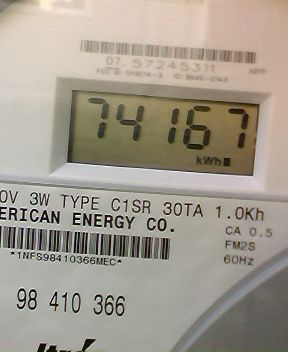 07 57245311
74167
kWh
0V 3W TYPE C1SR 30TA 1.0Kh
ERICAN ENERGY CO.
CA 0.5
FM2S
*1NFS98410366MEC*
60Hz
98 410 366